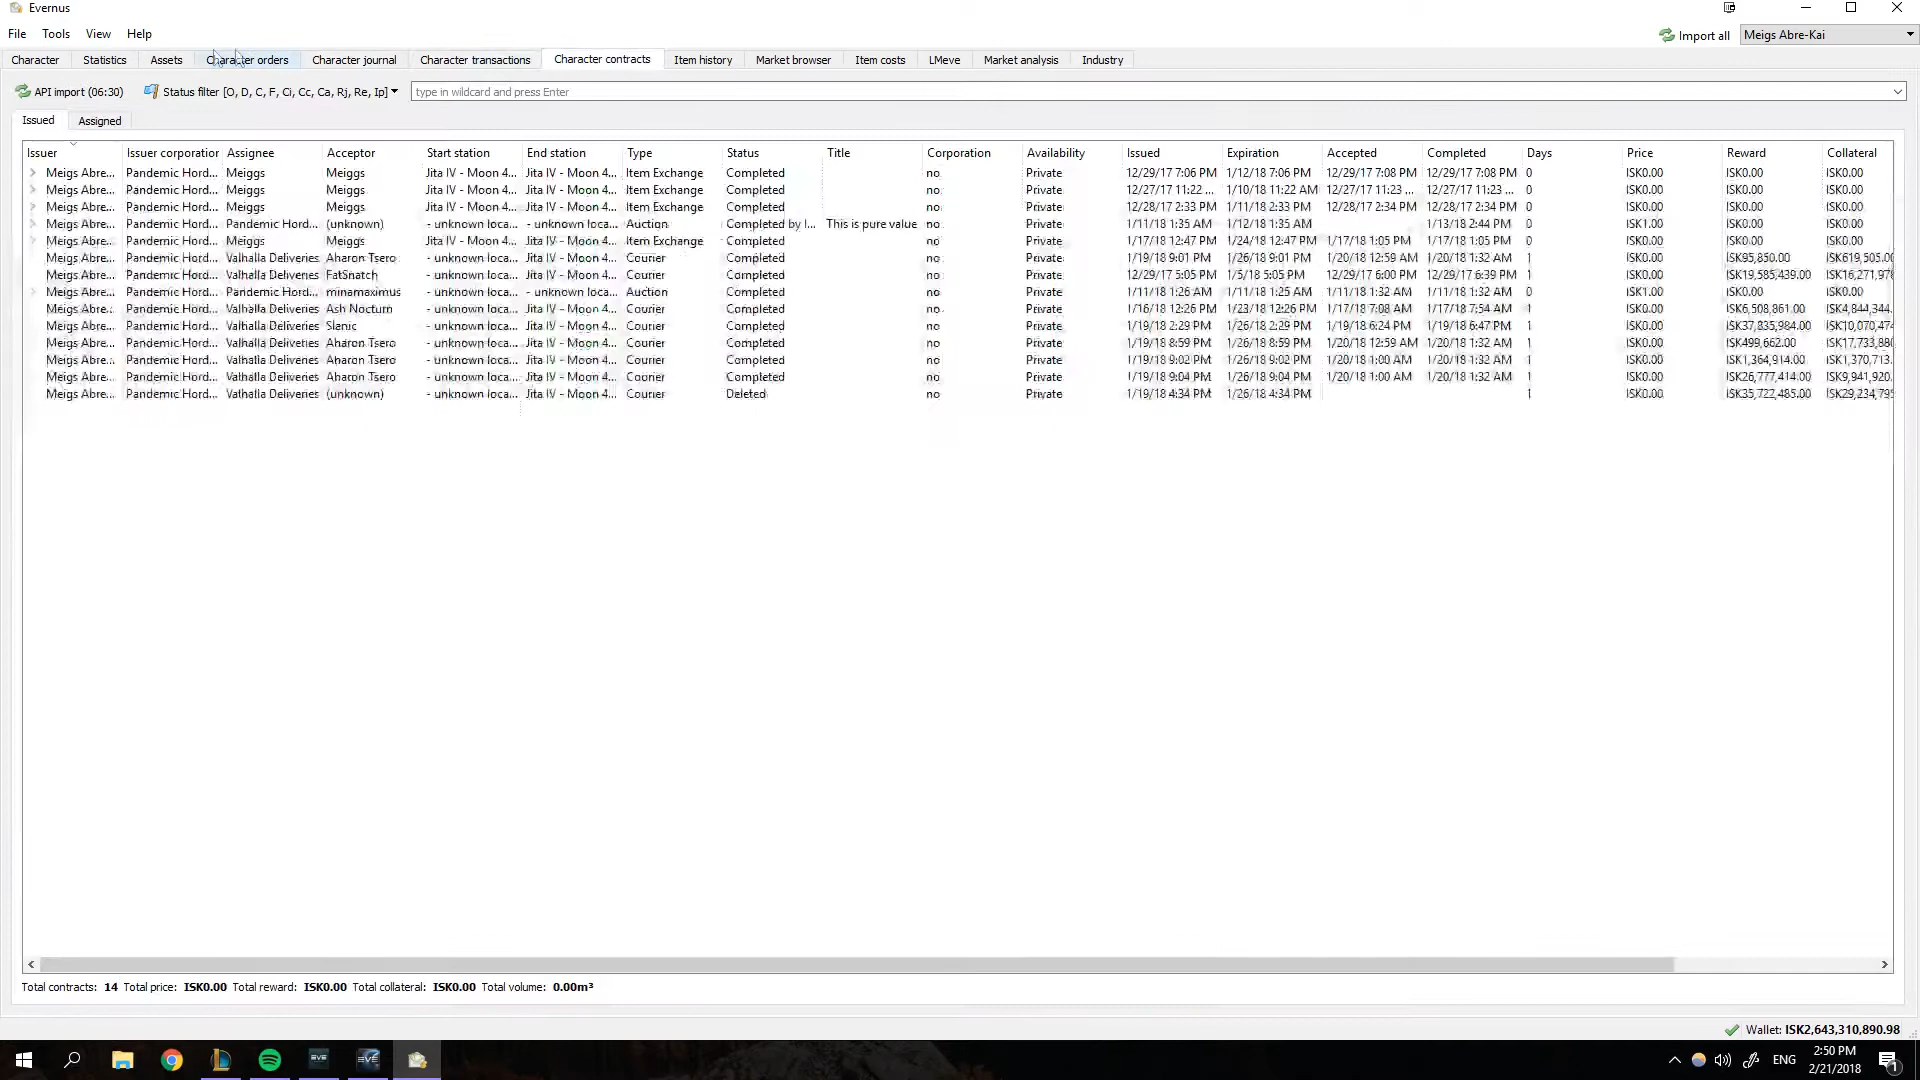 Evernus
File Tools View Help
Import all Meigs Abre-Kai
Character Statistics Assets Character orders Character journal Character transactions Character contracts Item history Market browser Item costs LMeve Market analysis Industry
API import (06:30) Status filter [O, D, C, F, Ci, Cc, Ca, Rj, Re, Ip] type in wildcard and press Enter
Issued Assigned
Issuer Issuer corporation Assignee Acceptor Start station End station Type Status Title Corporation Availability Issued Expiration Accepted Completed Days Price Reward Collateral
Meigs Abre... Pandemic Hord... Meiggs Meiggs Jita IV - Moon 4... Jita IV - Moon 4... Item Exchange Completed no Private 12/29/17 7:06 PM 1/12/18 7:06 PM 12/29/17 7:08 PM 12/29/17 7:08 PM 0 ISK0.00 ISK0.00 ISK0.00
Meigs Abre... Pandemic Hord... Meiggs Meiggs Jita IV - Moon 4... Jita IV - Moon 4... Item Exchange Completed no Private 12/27/17 11:22 ... 1/10/18 11:22 AM 12/27/17 11:23 ... 12/27/17 11:23 ... 0 ISK0.00 ISK0.00 ISK0.00
Meigs Abre... Pandemic Hord... Meiggs Meiggs Jita IV - Moon 4... Jita IV - Moon 4... Item Exchange Completed no Private 12/28/17 2:33 PM 1/11/18 2:33 PM 12/28/17 2:34 PM 12/28/17 2:34 PM 0 ISK0.00 ISK0.00 ISK0.00
Meigs Abre... Pandemic Hord... Pandemic Hord... (unknown) - unknown loca... - unknown loca... Auction Completed by I... This is pure value no Private 1/11/18 1:35 AM 1/12/18 1:35 AM 1/13/18 2:44 PM 0 ISK1.00 ISK0.00 ISK0.00
Meigs Abre... Pandemic Hord... Meiggs Meiggs Jita IV - Moon 4... Jita IV - Moon 4... Item Exchange Completed no Private 1/17/18 12:47 PM 1/24/18 12:47 PM 1/17/18 1:05 PM 1/17/18 1:05 PM 0 ISK0.00 ISK0.00 ISK0.00
Meigs Abre... Pandemic Hord... Valhalla Deliveries Aharon Tsero - unknown loca... Jita IV - Moon 4... Courier Completed no Private 1/19/18 9:01 PM 1/26/18 9:01 PM 1/20/18 12:59 AM 1/20/18 1:32 AM 1 ISK0.00 ISK95,850.00 ISK619,505.00
Meigs Abre... Pandemic Hord... Valhalla Deliveries FatSnatch - unknown loca... Jita IV - Moon 4... Courier Completed no Private 12/29/17 5:05 PM 1/5/18 5:05 PM 12/29/17 6:00 PM 12/29/17 6:39 PM 1 ISK0.00 ISK19,585,439.00 ISK16,271,978
Meigs Abre... Pandemic Hord... Pandemic Hord... minamaximus - unknown loca... - unknown loca... Auction Completed no Private 1/11/18 1:26 AM 1/11/18 1:25 AM 1/11/18 1:32 AM 1/11/18 1:32 AM 0 ISK1.00 ISK0.00 ISK0.00
Meigs Abre... Pandemic Hord... Valhalla Deliveries Ash Nocturn - unknown loca... Jita IV - Moon 4... Courier Completed no Private 1/16/18 12:26 PM 1/23/18 12:26 PM 1/17/18 7:08 AM 1/17/18 7:54 AM 1 ISK0.00 ISK6,508,861.00 ISK4,844,344.
Meigs Abre... Pandemic Hord... Valhalla Deliveries Slanic - unknown loca... Jita IV - Moon 4... Courier Completed no Private 1/19/18 2:29 PM 1/26/18 2:29 PM 1/19/18 6:24 PM 1/19/18 6:47 PM 1 ISK0.00 ISK37,835,984.00 ISK10,070,474
Meigs Abre... Pandemic Hord... Valhalla Deliveries Aharon Tsero - unknown loca... Jita IV - Moon 4... Courier Completed no Private 1/19/18 8:59 PM 1/26/18 8:59 PM 1/20/18 12:59 AM 1/20/18 1:32 AM 1 ISK0.00 ISK499,662.00 ISK17,733,880
Meigs Abre... Pandemic Hord... Valhalla Deliveries Aharon Tsero - unknown loca... Jita IV - Moon 4... Courier Completed no Private 1/19/18 9:02 PM 1/26/18 9:02 PM 1/20/18 1:00 AM 1/20/18 1:32 AM 1 ISK0.00 ISK1,364,914.00 ISK1,370,713.
Meigs Abre... Pandemic Hord... Valhalla Deliveries Aharon Tsero - unknown loca... Jita IV - Moon 4... Courier Completed no Private 1/19/18 9:04 PM 1/26/18 9:04 PM 1/20/18 1:00 AM 1/20/18 1:32 AM 1 ISK0.00 ISK26,777,414.00 ISK9,941,920.
Meigs Abre... Pandemic Hord... Valhalla Deliveries (unknown) - unknown loca... Jita IV - Moon 4... Courier Deleted no Private 1/19/18 4:34 PM 1/26/18 4:34 PM 1 ISK0.00 ISK35,722,485.00 ISK29,234,795
Total contracts: 14 Total price: ISK0.00 Total reward: ISK0.00 Total collateral: ISK0.00 Total volume: 0.00m³
Wallet: ISK2,643,310,890.98
EVE EVE ENG 2:50 PM
2/21/2018 1